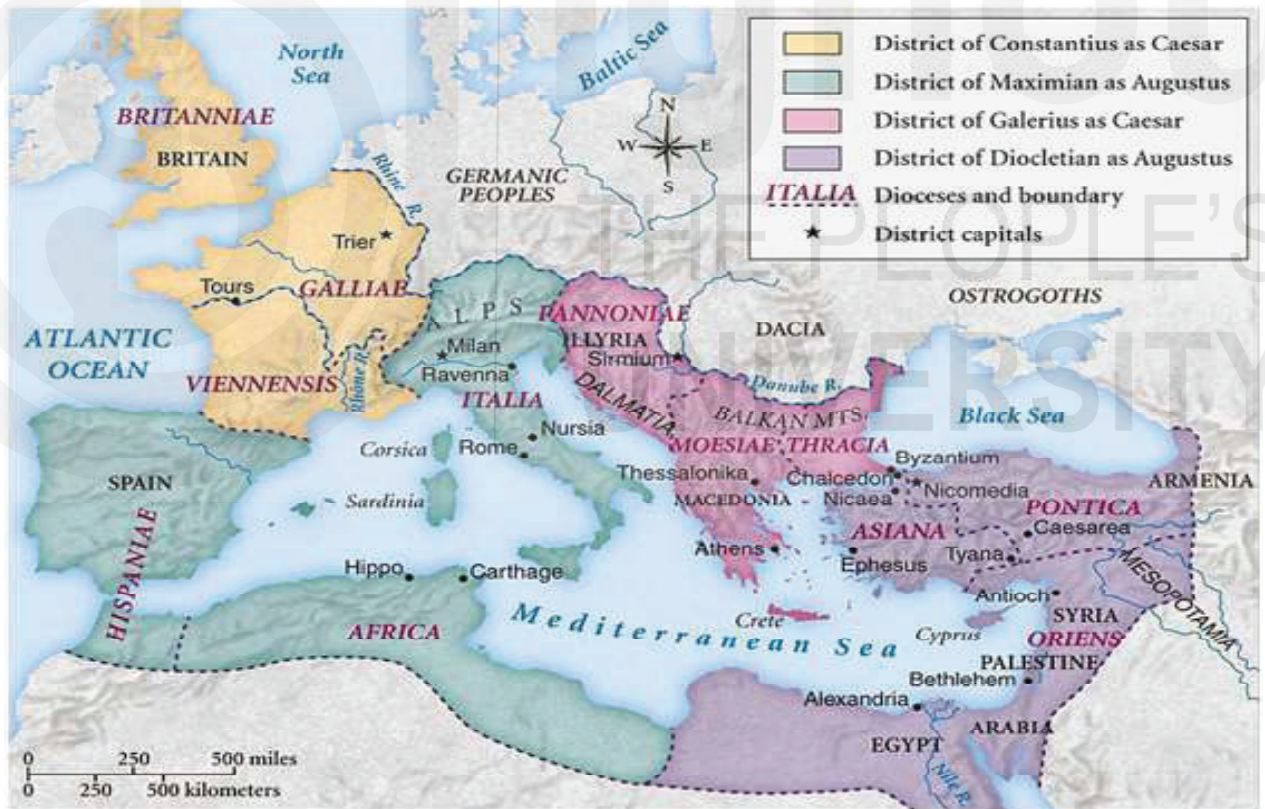 North
Sea
Baltic Sea
District of Constantius as Caesar
District of Maximian as Augustus
District of Galerius as Caesar
District of Diocletian as Augustus
ITALIA Dioceses and boundary
★ District capitals
N
W E
S
BRITANNIAE
BRITAIN
Rhine R.
GERMANIC
PEOPLES
THE PEOPLE'S
UNIVERSITY
Trier
Tours
GALLIAE
ATLANTIC
OCEAN
VIENNENSIS
Rhône R.
ALPS
Milan
Ravenna
ITALIA
PANNONIAE
ILLYRIA
Sirmium
DACIA
OSTROGOTHS
Danube R.
DALMATIA
BALKAN MTS.
Black Sea
Corsica
Rome
Nursia
MOESIAE
THRACIA
Byzantium
Thessalonika
Chalcedon
Nicaea
Nicomedia
MACEDONIA
ARMENIA
SPAIN
Sardinia
PONTICA
Caesarea
ASIANA
HISPANIAE
Athens
Ephesus
Tyana
MESOPOTAMIA
Hippo
Carthage
Antioch
SYRIA
AFRICA
Mediterranean Sea
Crete
Cyprus
ORIENS
PALESTINE
Bethlehem
Alexandria
ARABIA
EGYPT
Nile R.
0 250 500 miles
0 250 500 kilometers